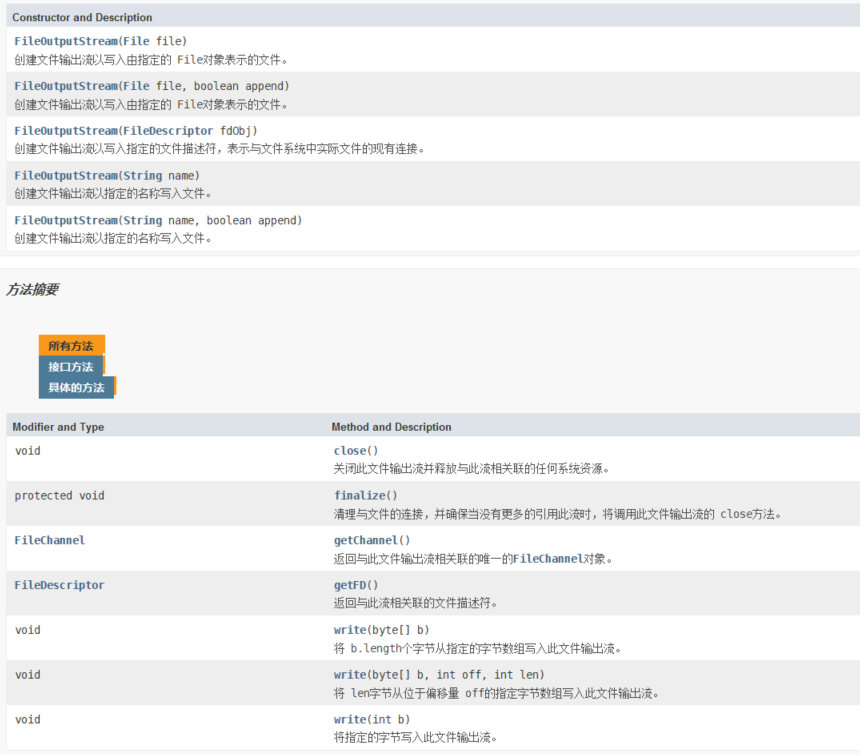 Constructor and Description
FileOutputStream(File file)
创建文件输出流以写入由指定的 File对象表示的文件。
FileOutputStream(File file, boolean append)
创建文件输出流以写入由指定的 File对象表示的文件。
FileOutputStream(FileDescriptor fdObj)
创建文件输出流以写入指定的文件描述符，表示与文件系统中实际文件的现有连接。
FileOutputStream(String name)
创建文件输出流以指定的名称写入文件。
FileOutputStream(String name, boolean append)
创建文件输出流以指定的名称写入文件。
方法摘要
所有方法
接口方法
具体的方法
Modifier and Type Method and Description
void close()
关闭此文件输出流并释放与此流相关联的任何系统资源。
protected void finalize()
清理与文件的连接，并确保当没有更多的引用此流时，将调用此文件输出流的 close方法。
FileChannel getChannel()
返回与此文件输出流相关联的唯一的FileChannel对象。
FileDescriptor getFD()
返回与此流相关联的文件描述符。
void write(byte[] b)
将 b.length个字节从指定的字节数组写入此文件输出流。
void write(byte[] b, int off, int len)
将 len字节从位于偏移量 off的指定字节数组写入此文件输出流。
void write(int b)
将指定的字节写入此文件输出流。